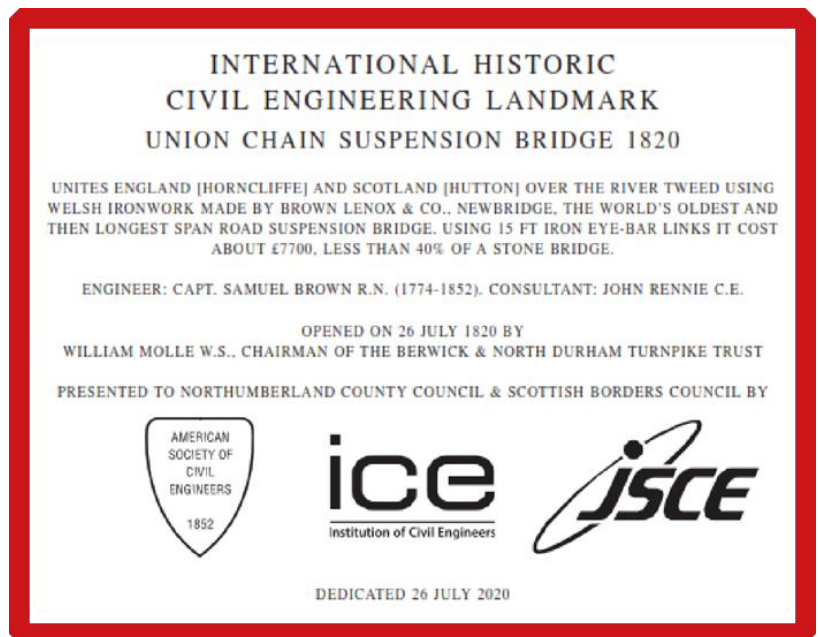 INTERNATIONAL HISTORIC
CIVIL ENGINEERING LANDMARK
UNION CHAIN SUSPENSION BRIDGE 1820
UNITES ENGLAND [HORNCLIFFE] AND SCOTLAND [HUTTON] OVER THE RIVER TWEED USING
WELSH IRONWORK MADE BY BROWN LENOX & CO., NEWBRIDGE, THE WORLD'S OLDEST AND
THEN LONGEST SPAN ROAD SUSPENSION BRIDGE. USING 15 FT IRON EYE-BAR LINKS IT COST
ABOUT £7700, LESS THAN 40% OF A STONE BRIDGE.
ENGINEER: CAPT. SAMUEL BROWN R.N. (1774-1852). CONSULTANT: JOHN RENNIE C.E.
OPENED ON 26 JULY 1820 BY
WILLIAM MOLLE W.S., CHAIRMAN OF THE BERWICK & NORTH DURHAM TURNPIKE TRUST
PRESENTED TO NORTHUMBERLAND COUNTY COUNCIL & SCOTTISH BORDERS COUNCIL BY
AMERICAN
SOCIETY OF
CIVIL
ENGINEERS
1852
ice
Institution of Civil Engineers
JSCE
DEDICATED 26 JULY 2020